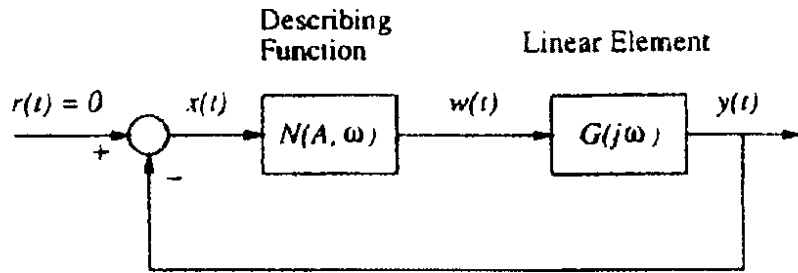 Describing
Function
Linear Element
r(t) = 0
x(t)
w(t)
y(t)
N(A, ω)
G(jω)
+
−